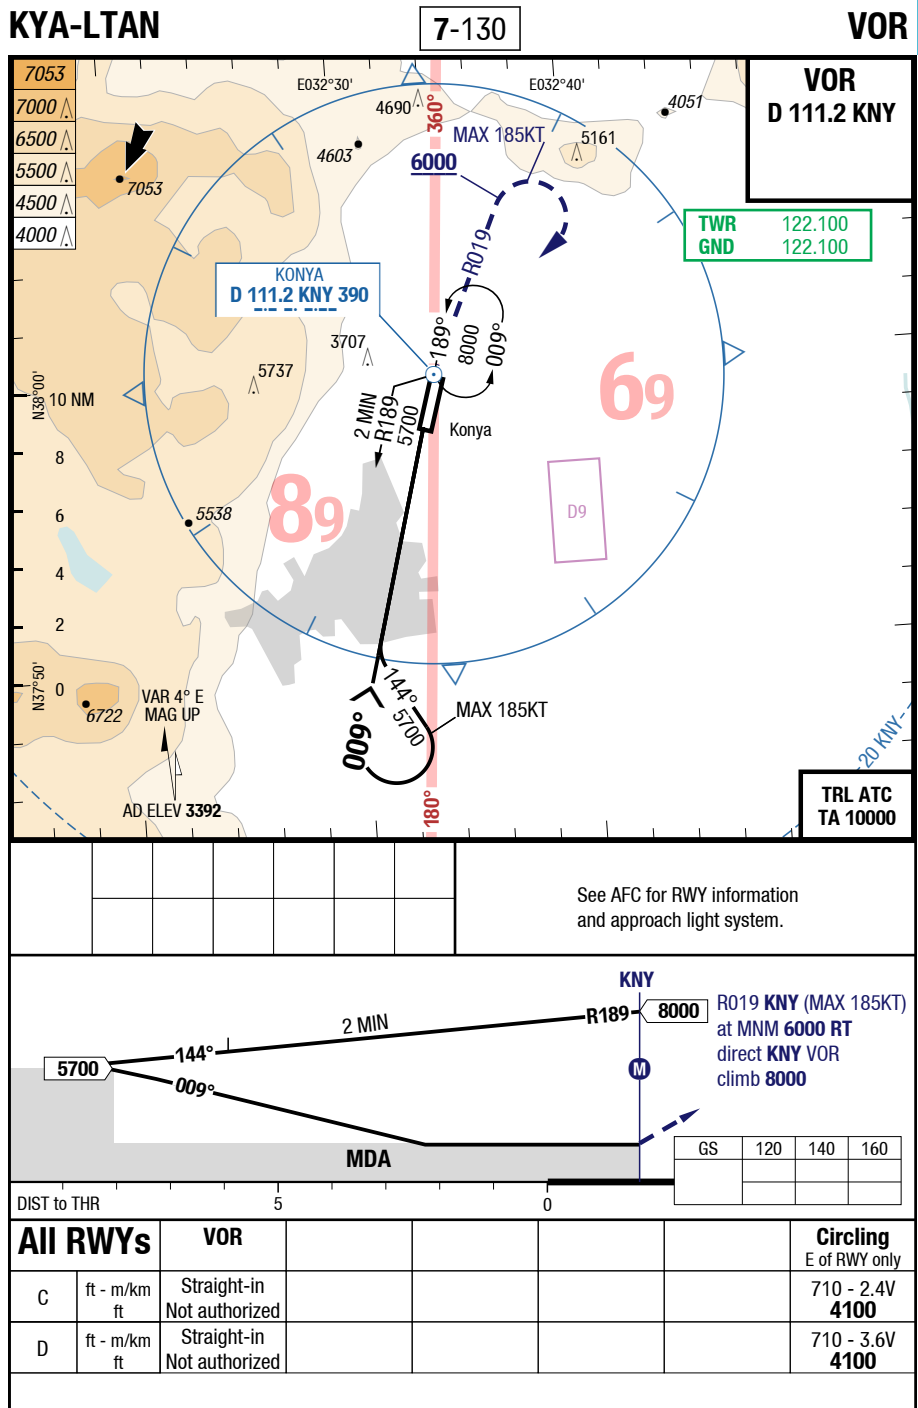 KYA-LTAN
7-130
VOR
7053
7000
6500
5500
4500
4000
E032°30'
E032°40'
4690
360°
4051
MAX 185KT
4603
6000
5161
7053
VOR
D 111.2 KNY
TWR 122.100
GND 122.100
R019
KONYA
D 111.2 KNY 390
189°
8000
009°
3707
5737
N38°00'
10 NM
2 MIN
R189
5700
Konya
69
8
89
5538
6
D9
4
2
N37°50'
0
VAR 4° E
MAG UP
6722
144°
5700
MAX 185KT
009°
20 KNY
AD ELEV 3392
180°
TRL ATC
TA 10000
See AFC for RWY information
and approach light system.
KNY
R019 KNY (MAX 185KT)
at MNM 6000 RT
direct KNY VOR
climb 8000
2 MIN
R189
8000
144°
5700
009°
M
MDA
GS 120 140 160
DIST to THR 5 0
All RWYs VOR Circling
E of RWY only
C ft - m/km Straight-in 710 - 2.4V
ft Not authorized 4100
D ft - m/km Straight-in 710 - 3.6V
ft Not authorized 4100